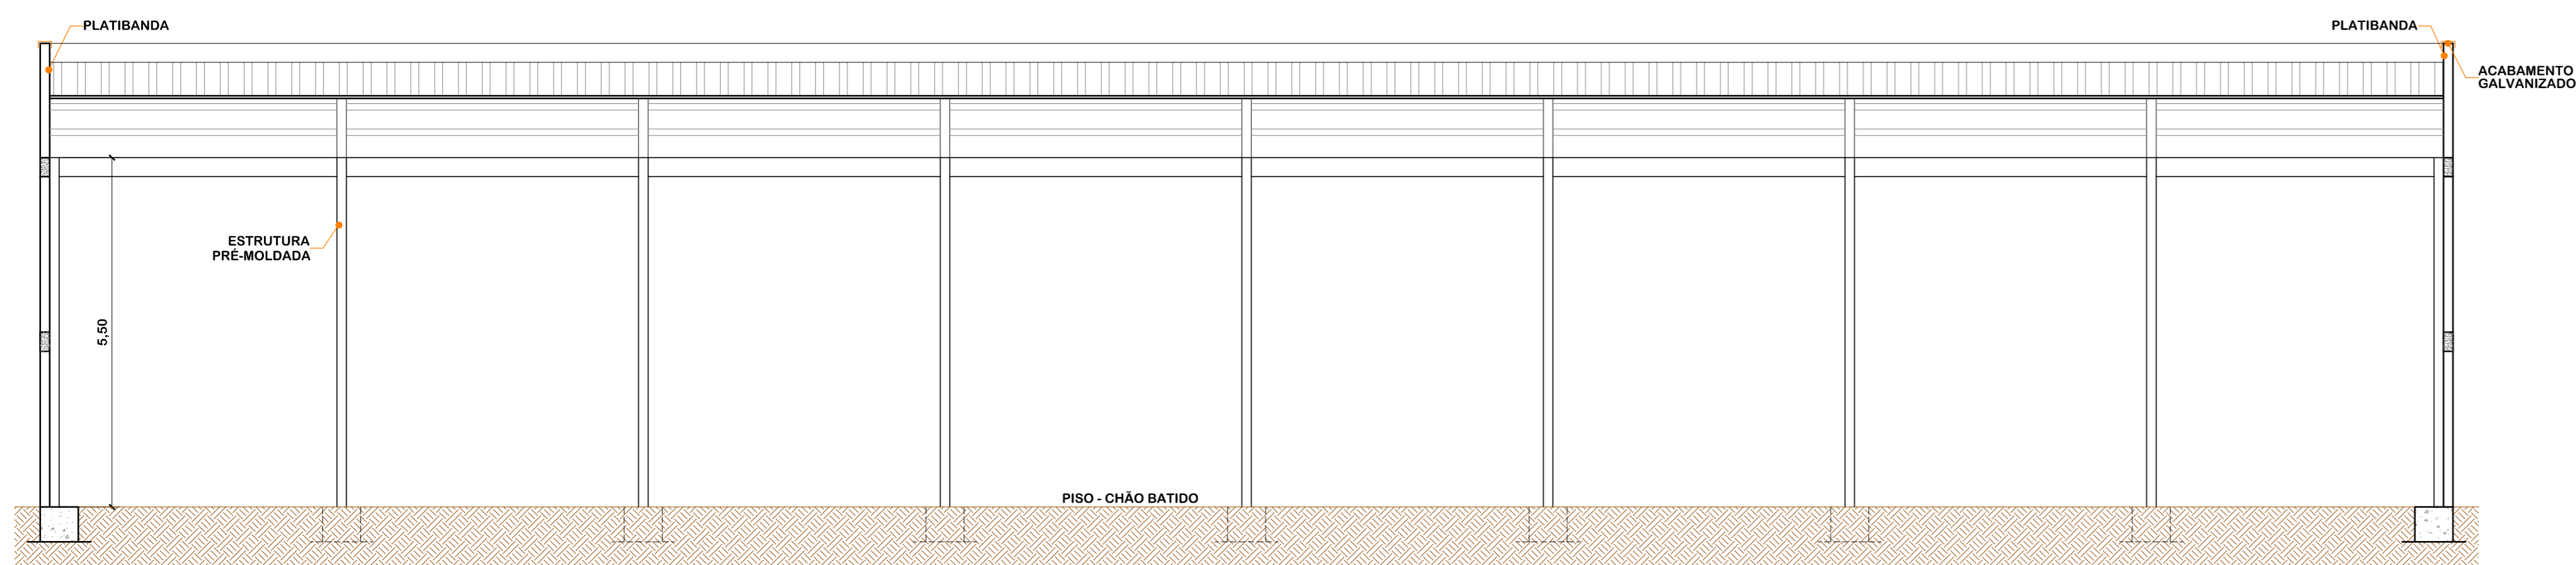 PLATIBANDA
PLATIBANDA
ACABAMENTO
GALVANIZADO
ESTRUTURA
PRÉ-MOLDADA
5,50
PISO - CHÃO BATIDO